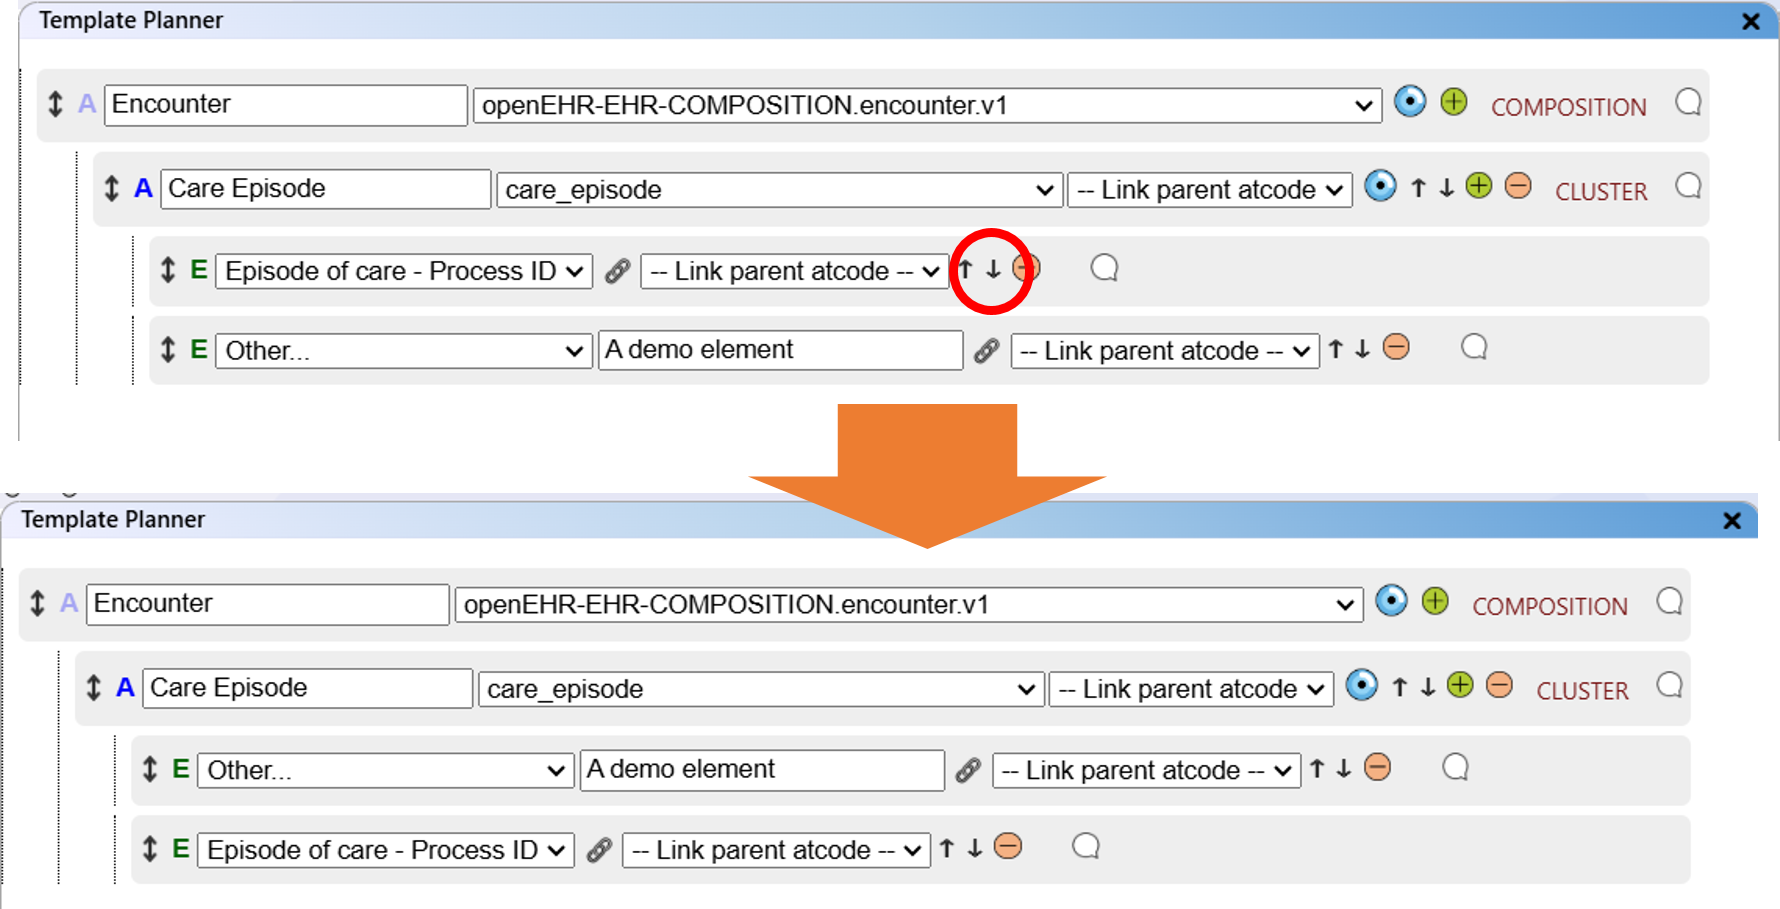 Template Planner
A Encounter openEHR-EHR-COMPOSITION.encounter.v1 COMPOSITION
A Care Episode care_episode -- Link parent atcode CLUSTER
E Episode of care - Process ID -- Link parent atcode --
E Other... A demo element -- Link parent atcode --
Template Planner
A Encounter openEHR-EHR-COMPOSITION.encounter.v1 COMPOSITION
A Care Episode care_episode -- Link parent atcode CLUSTER
E Other... A demo element -- Link parent atcode --
E Episode of care - Process ID -- Link parent atcode --